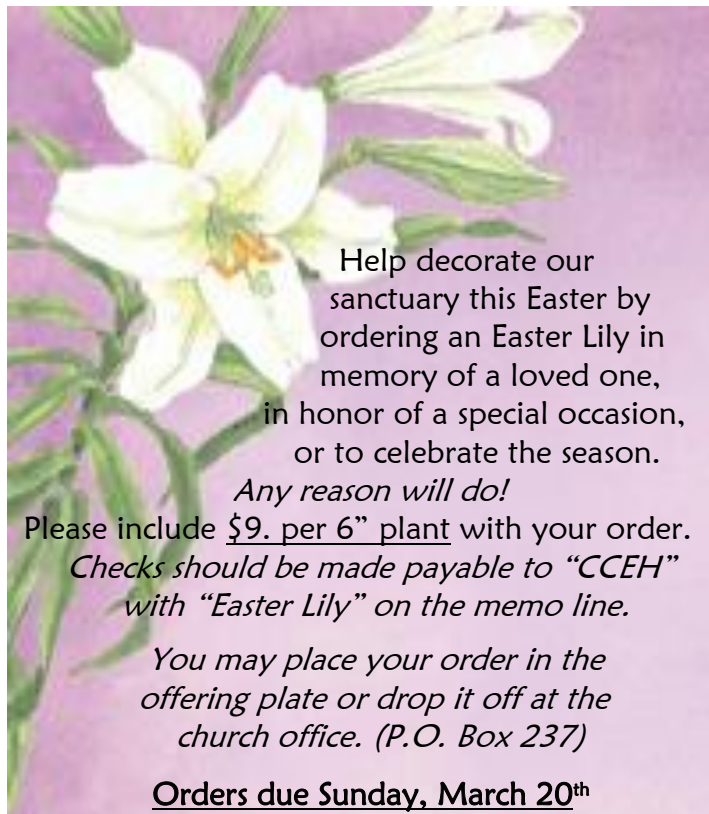 Help decorate our
sanctuary this Easter by
ordering an Easter Lily in
memory of a loved one,
in honor of a special occasion,
or to celebrate the season.
Any reason will do!
Please include $9. per 6” plant with your order.
Checks should be made payable to “CCEH”
with “Easter Lily” on the memo line.
You may place your order in the
offering plate or drop it off at the
church office. (P.O. Box 237)
Orders due Sunday, March 20th